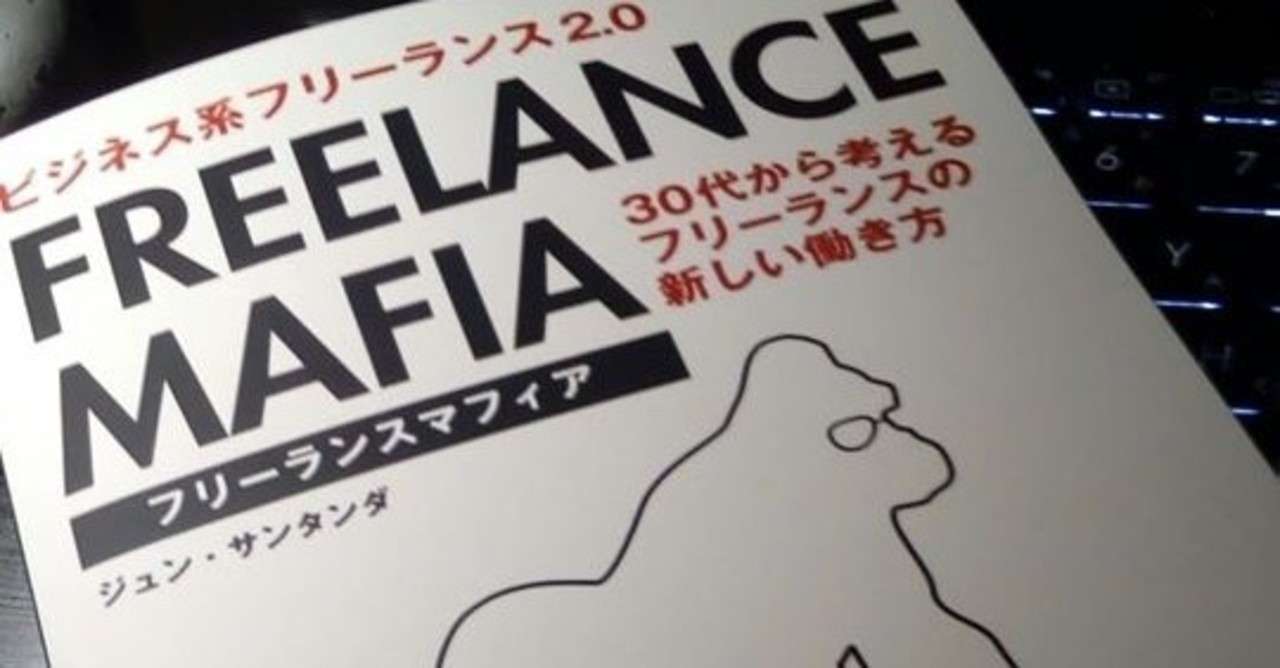 ビジネス系フリーランス2.0
FREELANCE
MAFIA
30代から考える
フリーランスの
新しい働き方
フリーランスマフィア
ジュン・サンタンダ
6
7
Y
H